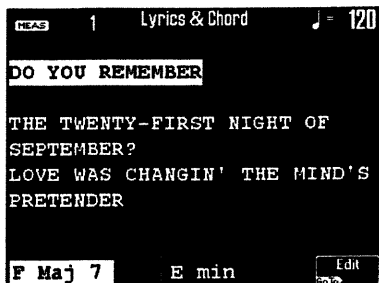 MEAS 1 Lyrics & Chord ♩= 120
DO YOU REMEMBER
THE TWENTY-FIRST NIGHT OF
SEPTEMBER?
LOVE WAS CHANGIN' THE MIND'S
PRETENDER
F Maj 7 E min Edit